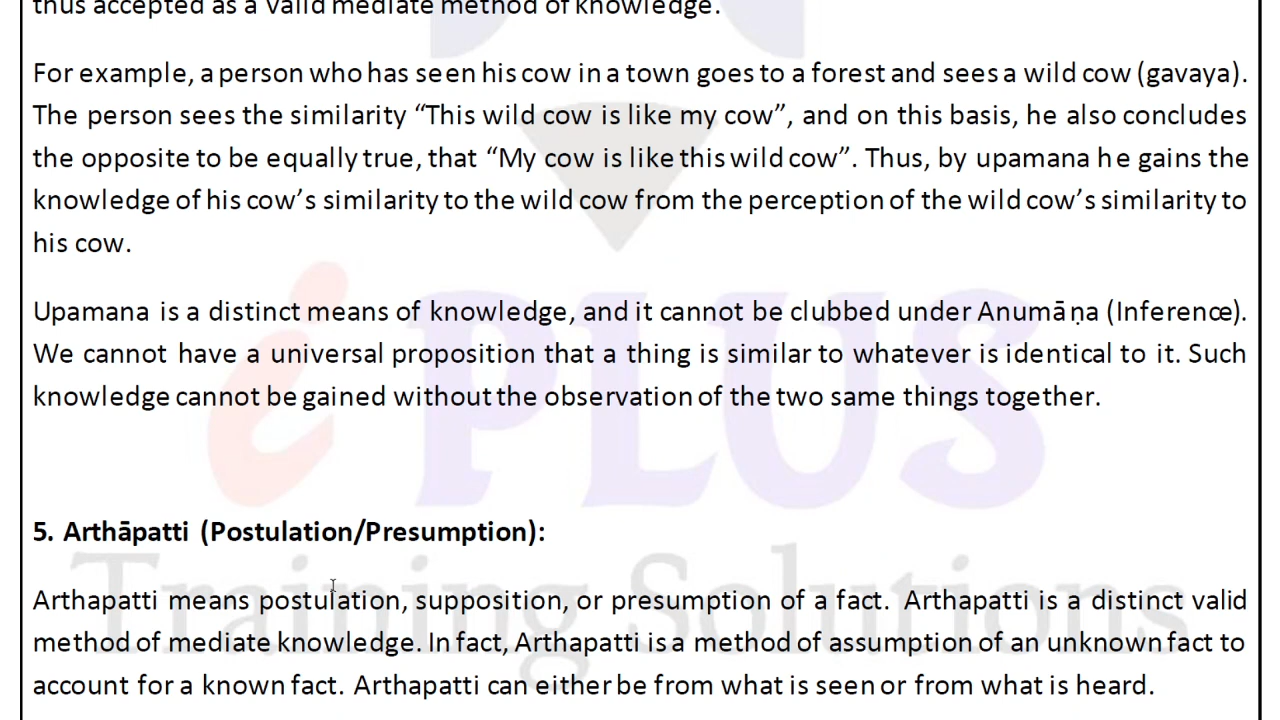 thus accepted as a valid mediate method of knowledge.
For example, a person who has seen his cow in a town goes to a forest and sees a wild cow (gavaya).
The person sees the similarity “This wild cow is like my cow”, and on this basis, he also concludes
the opposite to be equally true, that “My cow is like this wild cow”. Thus, by upamana he gains the
knowledge of his cow’s similarity to the wild cow from the perception of the wild cow’s similarity to
his cow.
Upamana is a distinct means of knowledge, and it cannot be clubbed under Anumāṇa (Inference).
We cannot have a universal proposition that a thing is similar to whatever is identical to it. Such
knowledge cannot be gained without the observation of the two same things together.
iPLUS
5. Arthāpatti (Postulation/Presumption):
Training Solutions
Arthapatti means postulation, supposition, or presumption of a fact. Arthapatti is a distinct valid
method of mediate knowledge. In fact, Arthapatti is a method of assumption of an unknown fact to
account for a known fact. Arthapatti can either be from what is seen or from what is heard.